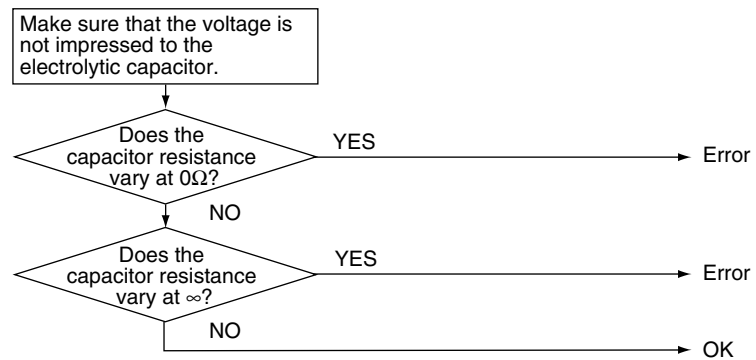 Make sure that the voltage is
not impressed to the
electrolytic capacitor.
Does the
capacitor resistance
vary at 0Ω?
YES
Error
NO
Does the
capacitor resistance
vary at ∞?
YES
Error
NO
OK